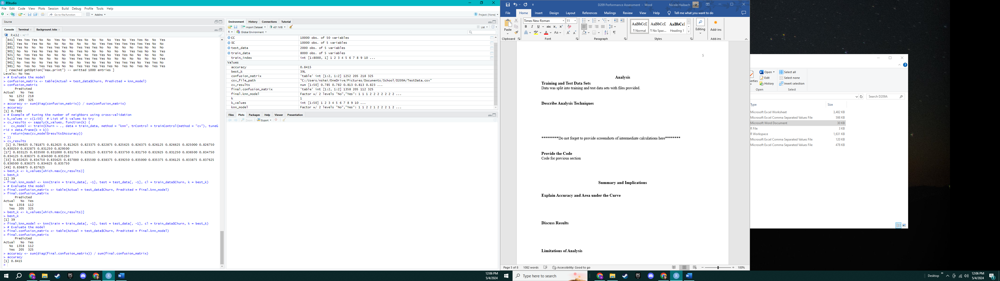 RStudio
File Edit Code View Plots Session Build Debug Profile Tools Help
Go to file/function
Addins
Project: (None)
Source
Console Terminal Background Jobs
R 4.3.2 · ~/
[841] Yes Yes Yes No No Yes No Yes Yes No No No No Yes No Yes Yes No No Yes
[861] Yes No No Yes No No No No No No No Yes Yes Yes Yes Yes Yes Yes No No
[881] Yes No No No Yes Yes Yes No No Yes No No Yes No No No Yes No No No
[901] No No Yes No Yes No No No Yes No No No No No No Yes Yes No No Yes
[921] No Yes Yes No No No No No No No No No No No Yes No No No Yes No
[941] Yes Yes No Yes No No No Yes Yes Yes Yes Yes No No No No No No No Yes
[961] No Yes No No Yes No No No No Yes No Yes No Yes Yes Yes No Yes Yes No
[981] No Yes Yes No No No No No Yes Yes Yes Yes No Yes Yes No Yes No Yes Yes
[ reached getOption("max.print") -- omitted 1000 entries ]
Levels: No Yes
> # Evaluate the model
> confusion_matrix <- table(Actual = test_data$Churn, Predicted = knn_model)
> confusion_matrix
Predicted
Actual No Yes
No 1252 218
Yes 205 325
> accuracy <- sum(diag(confusion_matrix)) / sum(confusion_matrix)
> accuracy
[1] 0.7885
> # Example of tuning the number of neighbors using cross-validation
> k_values <- c(1:50) # List of k values to try
> cv_results <- sapply(k_values, function(k) {
+ cv_model <- train(Churn ~ ., data = train_data, method = "knn", trControl = trainControl(method = "cv"), tuneG
rid = data.frame(k = k))
+ return(max(cv_model$results$Accuracy))
+ })
> cv_results
[1] 0.784625 0.781875 0.812625 0.812625 0.823375 0.822875 0.825625 0.826375 0.826125 0.826625 0.825000 0.826750
0.830250 0.832875 0.831250 0.829500
[17] 0.833125 0.833500 0.831000 0.831750 0.829125 0.833750 0.833750 0.831750 0.832625 0.831250 0.836500 0.834750
0.834125 0.836375 0.834500 0.835250
[33] 0.832625 0.834750 0.835625 0.837000 0.835500 0.838375 0.839250 0.835000 0.835375 0.836125 0.833875 0.837625
0.836500 0.836375 0.834625 0.835750
[49] 0.836875 0.837625
> best_k <- k_values[which.max(cv_results)]
> best_k
[1] 39
> final.knn_model <- knn(train = train_data[, -1], test = test_data[, -1], cl = train_data$Churn, k = best_k)
> # Evaluate the model
> final.confusion_matrix <- table(Actual = test_data$Churn, Predicted = final.knn_model)
> final.confusion_matrix
Predicted
Actual No Yes
No 1358 112
Yes 205 325
> best_k <- k_values[which.max(cv_results)]
> best_k
[1] 39
> final.knn_model <- knn(train = train_data[, -1], test = test_data[, -1], cl = train_data$Churn, k = best_k)
> # Evaluate the model
> final.confusion_matrix <- table(Actual = test_data$Churn, Predicted = final.knn_model)
> final.confusion_matrix
Predicted
Actual No Yes
No 1358 112
Yes 205 325
> accuracy <- sum(diag(final.confusion_matrix)) / sum(final.confusion_matrix)
> accuracy
[1] 0.8415
>
Environment History Connections Tutorial
Import Dataset 431 MiB List
R Global Environment
CC 10000 obs. of 50 variables
SC 10000 obs. of 5 variables
test_data 2000 obs. of 5 variables
train_data 8000 obs. of 5 variables
train_index int [1:8000, 1] 1 2 3 4 5 6 7 8 9 10 ...
Values
accuracy 0.8415
best_k 39L
confusion_matrix 'table' int [1:2, 1:2] 1252 205 218 325
csv_file_path "C:/Users/nshai/OneDrive/Pictures/Documents/School/D209A/TestData.csv"
cv_results num [1:50] 0.785 0.782 0.813 0.813 0.823 ...
final.confusion_matrix 'table' int [1:2, 1:2] 1358 205 112 325
final.knn_model Factor w/ 2 levels "No","Yes": 1 1 1 2 2 2 2 2 2 2 ...
k 1
k_values int [1:50] 1 2 3 4 5 6 7 8 9 10 ...
knn_model Factor w/ 2 levels "No","Yes": 1 1 2 2 1 2 2 2 1 2 ...
Files Plots Packages Help Viewer Presentation
Zoom Export
D209 Performance Assessment - Word Nicole Haibach
File Home Insert Design Layout References Mailings Review View Help Tell me what you want to do
Paste
Clipboard
Times New Roman 11
B I U abc x₂ x²
Aa
Font
Paragraph
AaBbCcI AaBbCcI AaBbCc
¶ Normal ¶ No Spac... Heading 1
Styles
Editing
Add-ins
Add-ins
5
Analysis
Training and Test Data Sets
Data was split into training and test data sets with files provided.
Describe Analysis Techniques
*********Do not forget to provide screenshots of intermediate calculations here********
Provide the Code
Code for previous section
Summary and Implications
Explain Accuracy and Area under the Curve
Discuss Results
Limitations of Analysis
Page 5 of 8 1082 words Accessibility: Good to go 100%
perties
Open Select all
Edit Select none
History Invert selection
Open Select
Search D209A
Type Size
Microsoft Excel Worksheet 3,482 KB
Microsoft Excel Comma Separated Values File 598 KB
Microsoft Word Document 30 KB
R File 3 KB
R Workspace 1,631 KB
Microsoft Excel Comma Separated Values File 120 KB
Microsoft Excel Comma Separated Values File 478 KB
12:06 PM
5/4/2024
Type here to search
Desktop
12:06 PM
5/4/2024